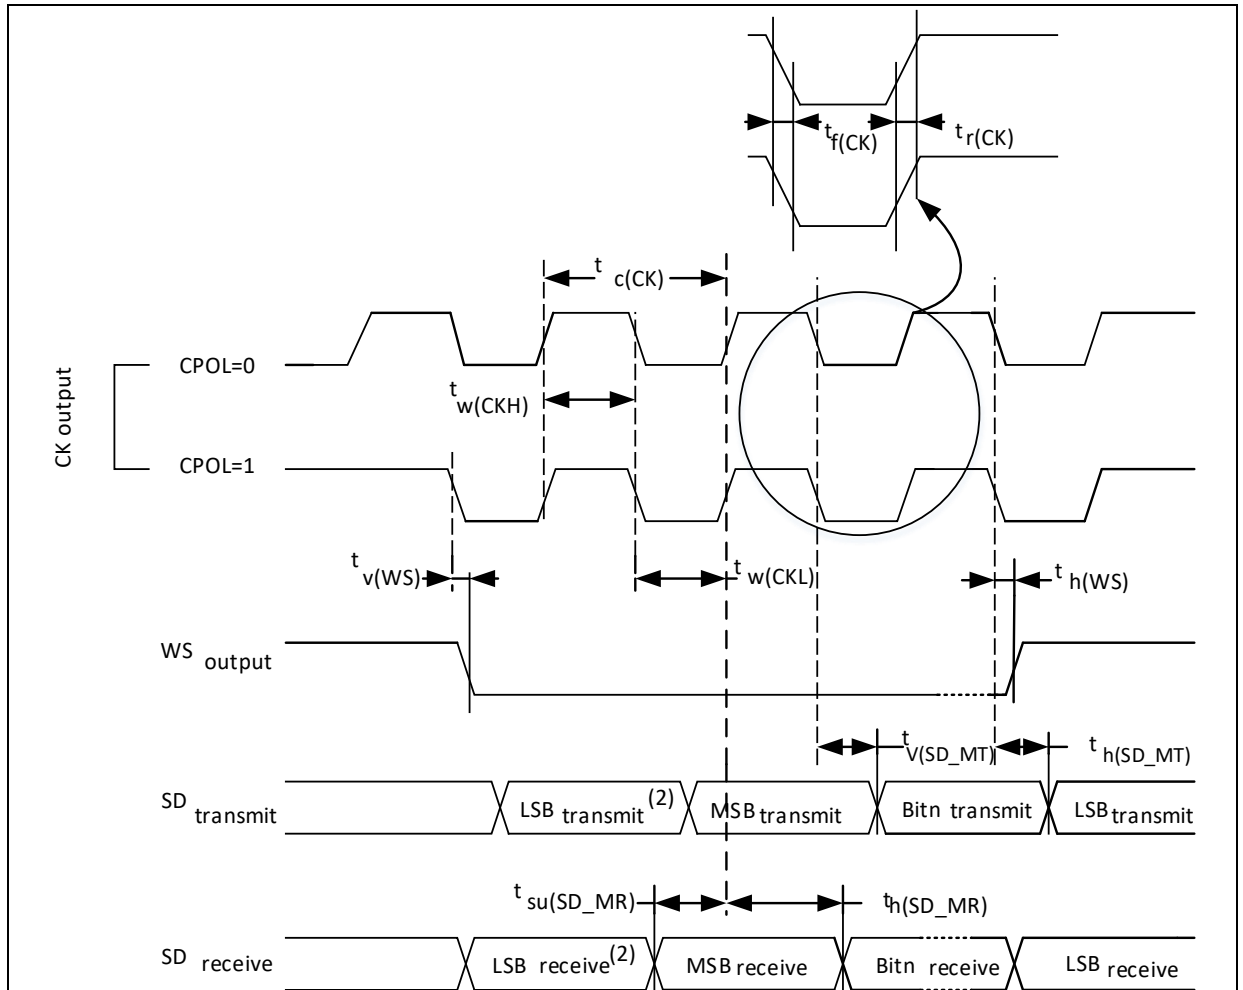 t f(CK)
t r(CK)
t c(CK)
CPOL=0
t w(CKH)
CK output
CPOL=1
t v(WS)
t w(CKL)
t h(WS)
WS output
t V(SD_MT)
t h(SD_MT)
SD transmit
LSB transmit(2)
MSB transmit
Bitn transmit
LSB transmit
t su(SD_MR)
th(SD_MR)
SD receive
LSB receive(2)
MSB receive
Bitn receive
LSB receive